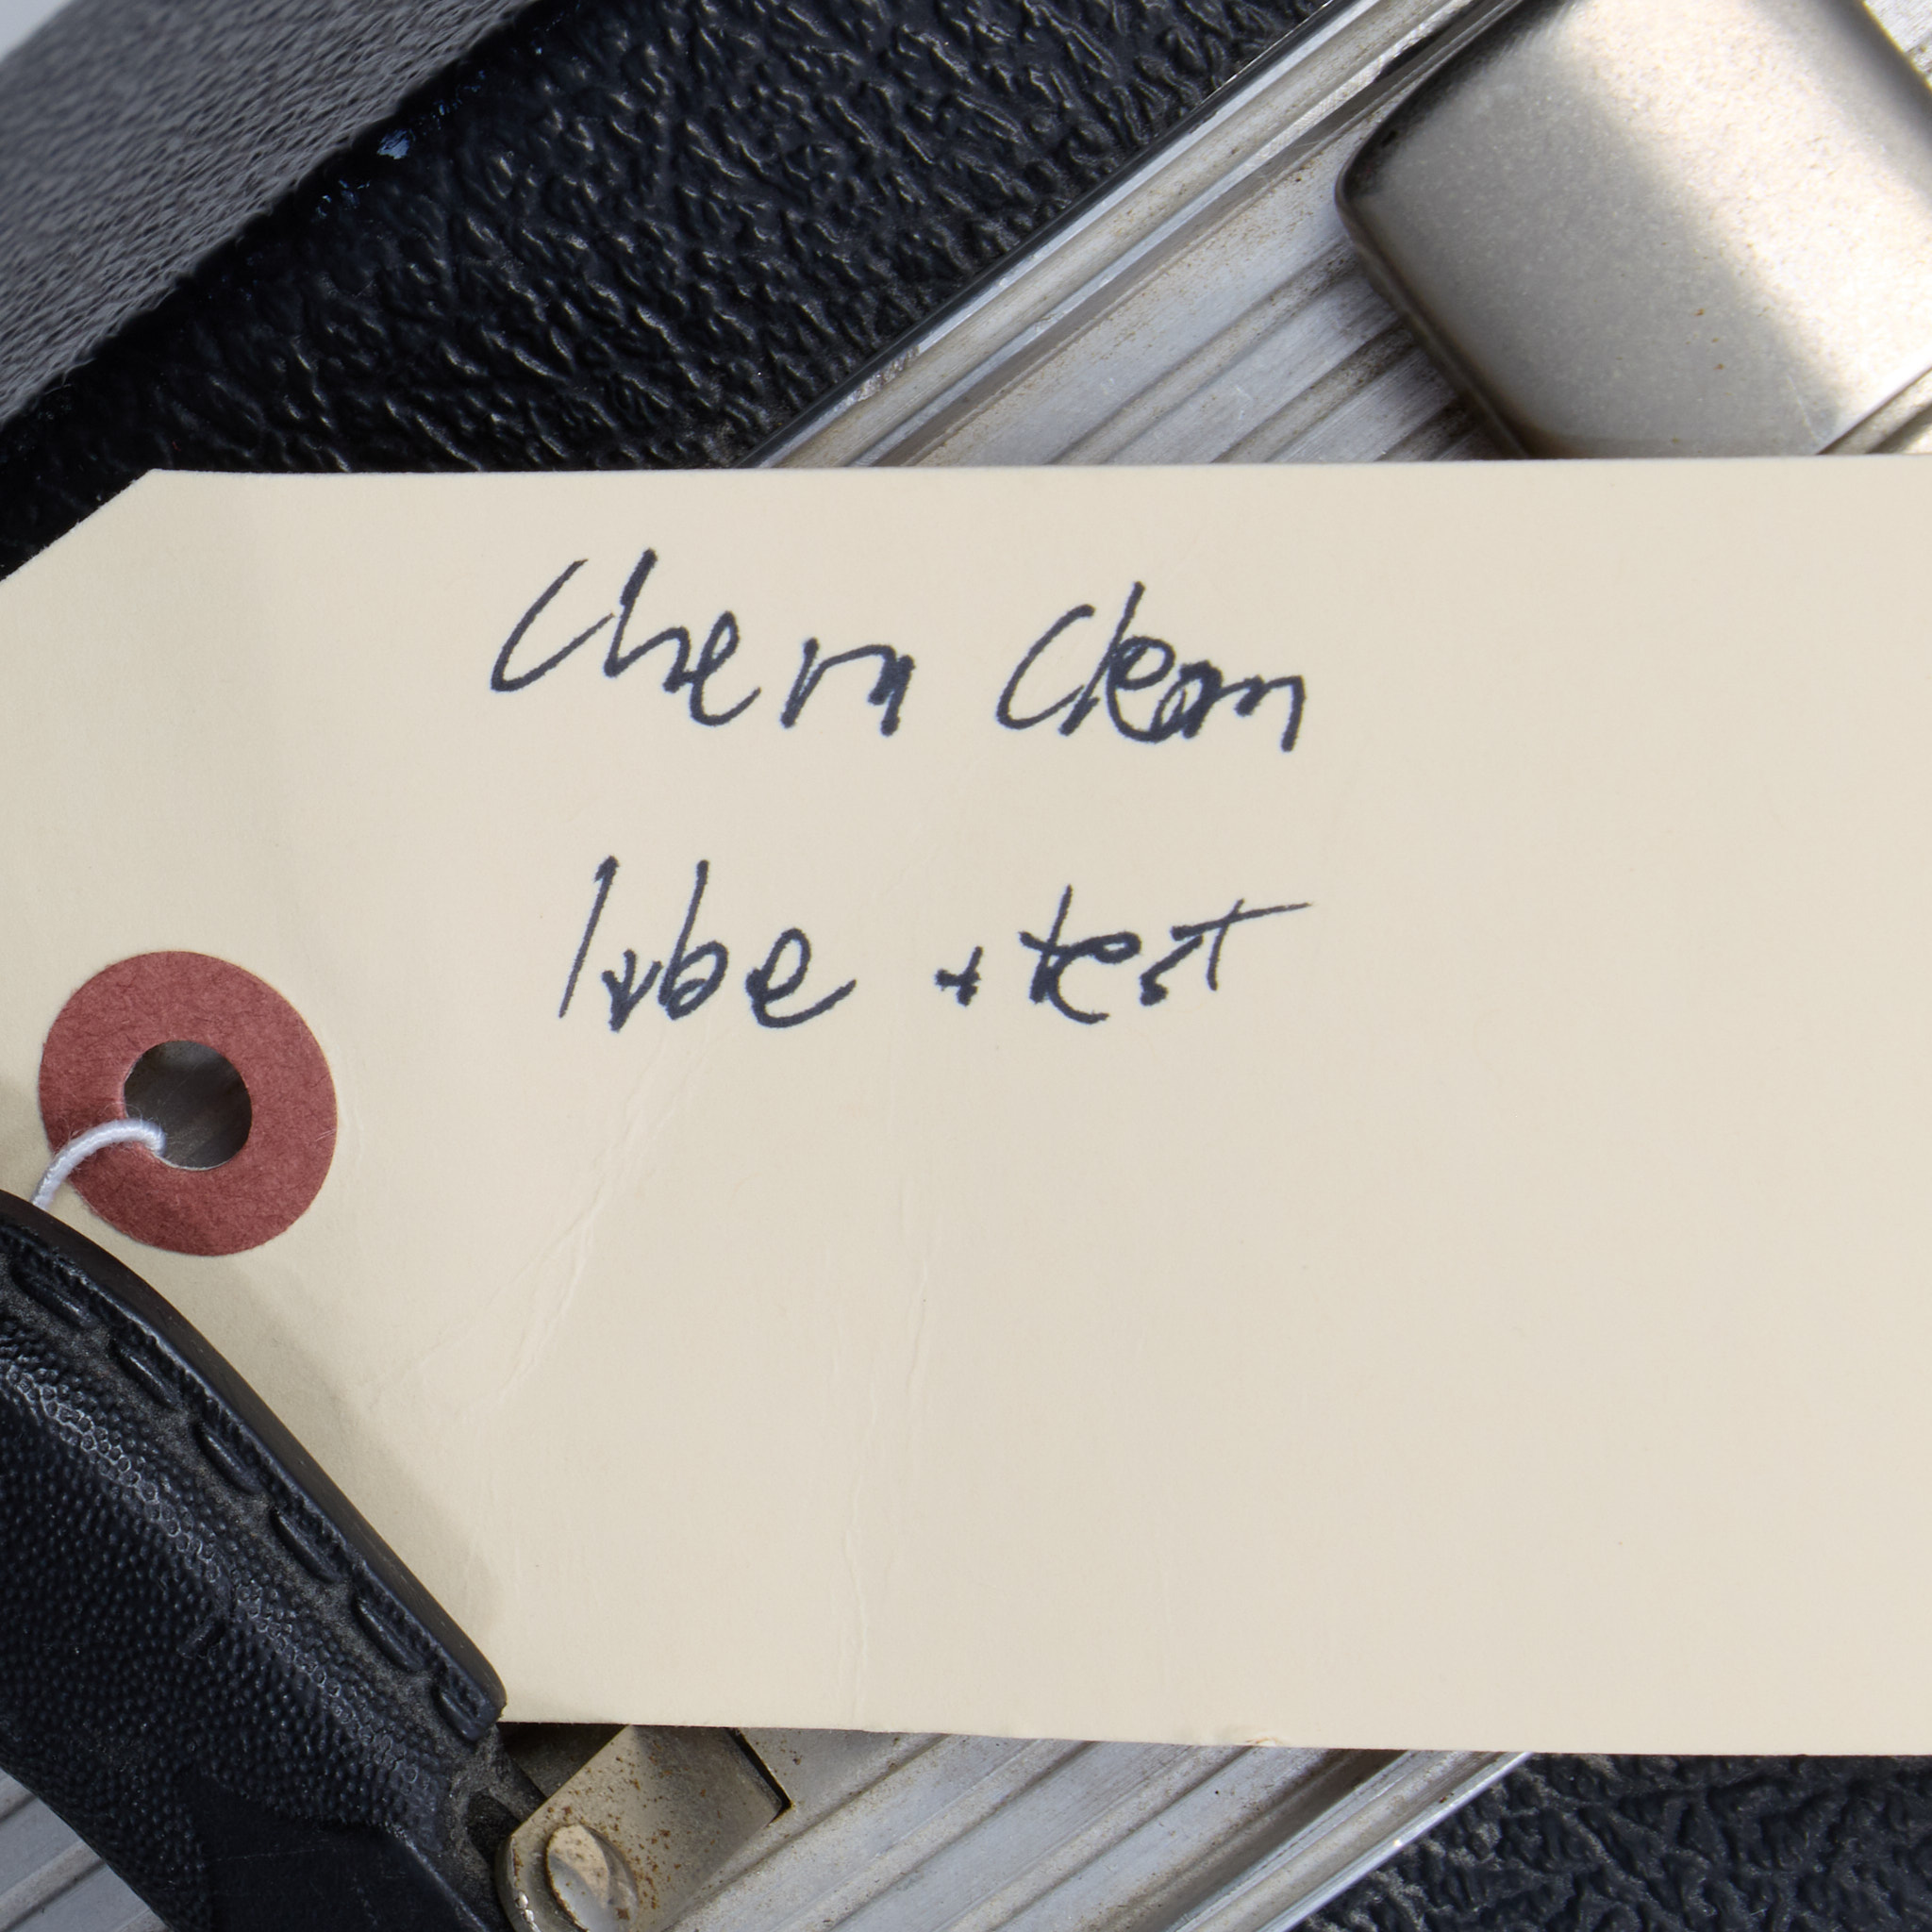 Chem Clean
lube + test